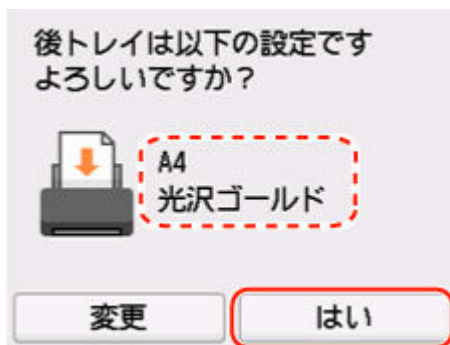 後トレイは以下の設定です
よろしいですか？
A4
光沢ゴールド
変更
はい